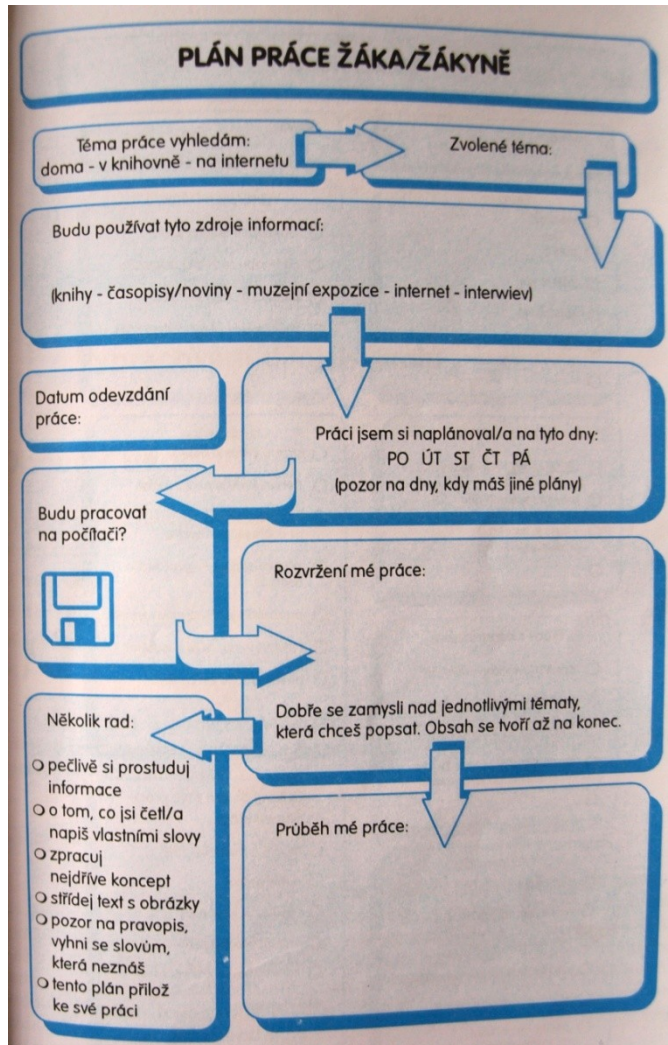 PLÁN PRÁCE ŽÁKA/ŽÁKYNĚ
Téma práce vyhledám:
doma - v knihovně - na internetu
Zvolené téma:
Budu používat tyto zdroje informací:
(knihy - časopisy/noviny - muzejní expozice - internet - interwiev)
Datum odevzdání
práce:
Práci jsem si naplánoval/a na tyto dny:
PO ÚT ST ČT PÁ
(pozor na dny, kdy máš jiné plány)
Budu pracovat
na počítači?
Rozvržení mé práce:
Dobře se zamysli nad jednotlivými tématy,
která chceš popsat. Obsah se tvoří až na konec.
Několik rad:
pečlivě si prostuduj
informace
o tom, co jsi četl/a
napiš vlastními slovy
zpracuj
nejdříve koncept
střídej text s obrázky
pozor na pravopis,
vyhni se slovům,
která neznáš
tento plán přilož
ke své práci
Průběh mé práce: